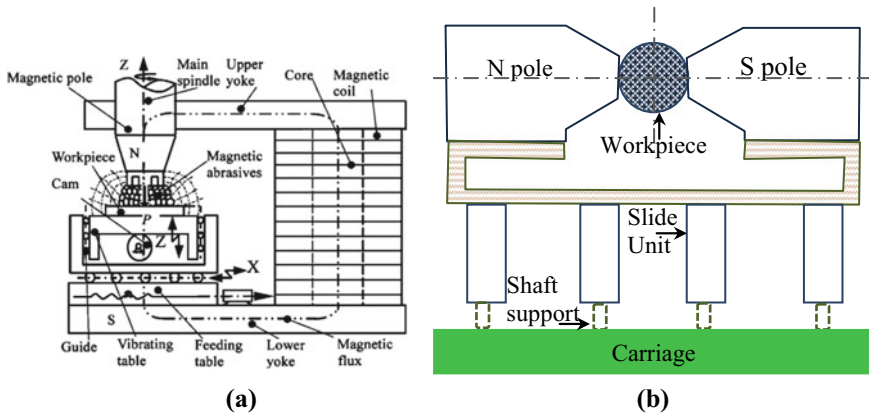 Z
Main
spindle
Upper
yoke
Core
Magnetic
coil
Magnetic pole
N
Workpiece
Magnetic
abrasives
Cam
P
Z
X
S
Guide
Vibrating
table
Feeding
table
Lower
yoke
Magnetic
flux
(a)
N pole
S pole
Workpiece
Slide
Unit
Shaft
support
Carriage
(b)